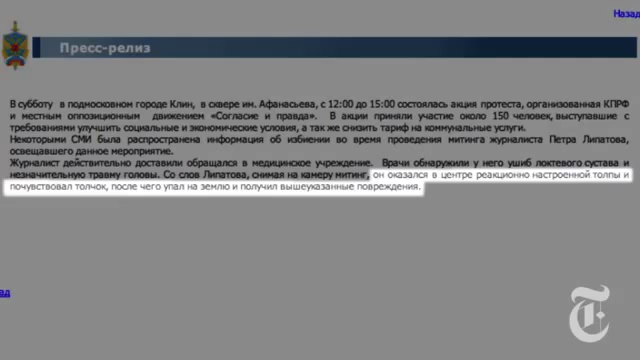 Назад
Пресс-релиз
В субботу в подмосковном городе Клин, в сквере им. Афанасьева, с 12:00 до 15:00 состоялась акция протеста, организованная КПРФ
и местным оппозиционным движением «Согласие и правда». В акции приняли участие около 150 человек, выступавшие с
требованиями улучшить социальные и экономические условия, а так же снизить тариф на коммунальные услуги.
Некоторыми СМИ была распространена информация об избиении во время проведения митинга журналиста Петра Липатова,
освещавшего данное мероприятие.
Журналист действительно доставили обращался в медицинское учреждение. Врачи обнаружили у него ушиб локтевого сустава и
незначительную травму головы. Со слов Липатова, снимая на камеру митинг, он оказался в центре реакционно настроенной толпы и
почувствовал толчок, после чего упал на землю и получил вышеуказанные повреждения.
ад
T